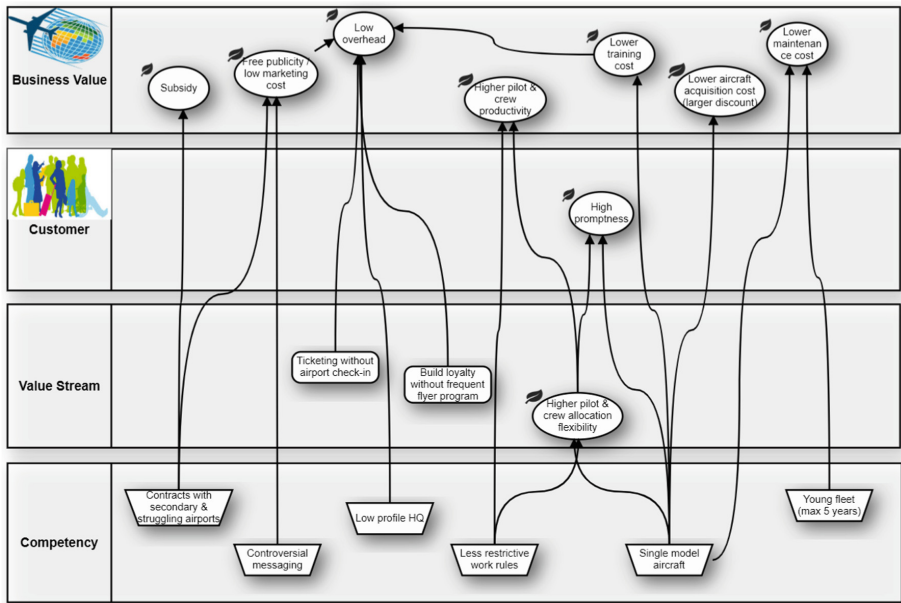 Business Value
Subsidy
Free publicity /
low marketing
cost
Low
overhead
Higher pilot &
crew
productivity
Lower
training
cost
Lower aircraft
acquisition cost
(larger discount)
Lower
maintenan
ce cost
Customer
High
promptness
Value Stream
Ticketing without
airport check-in
Build loyalty
without frequent
flyer program
Higher pilot &
crew allocation
flexibility
Competency
Contracts with
secondary &
struggling airports
Controversial
messaging
Low profile HQ
Less restrictive
work rules
Single model
aircraft
Young fleet
(max 5 years)